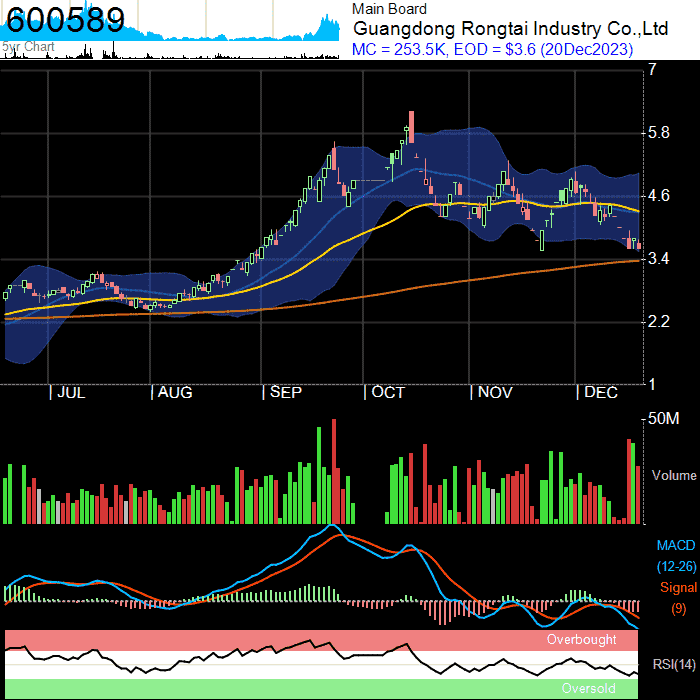 600589
5yr Chart
Main Board
Guangdong Rongtai Industry Co.,Ltd
MC = 253.5K, EOD = $3.6 (20Dec2023)
7
5.8
4.6
3.4
2.2
1
JUL
AUG
SEP
OCT
NOV
DEC
50M
Volume
MACD
(12-26)
Signal
(9)
Overbought
RSI(14)
Oversold